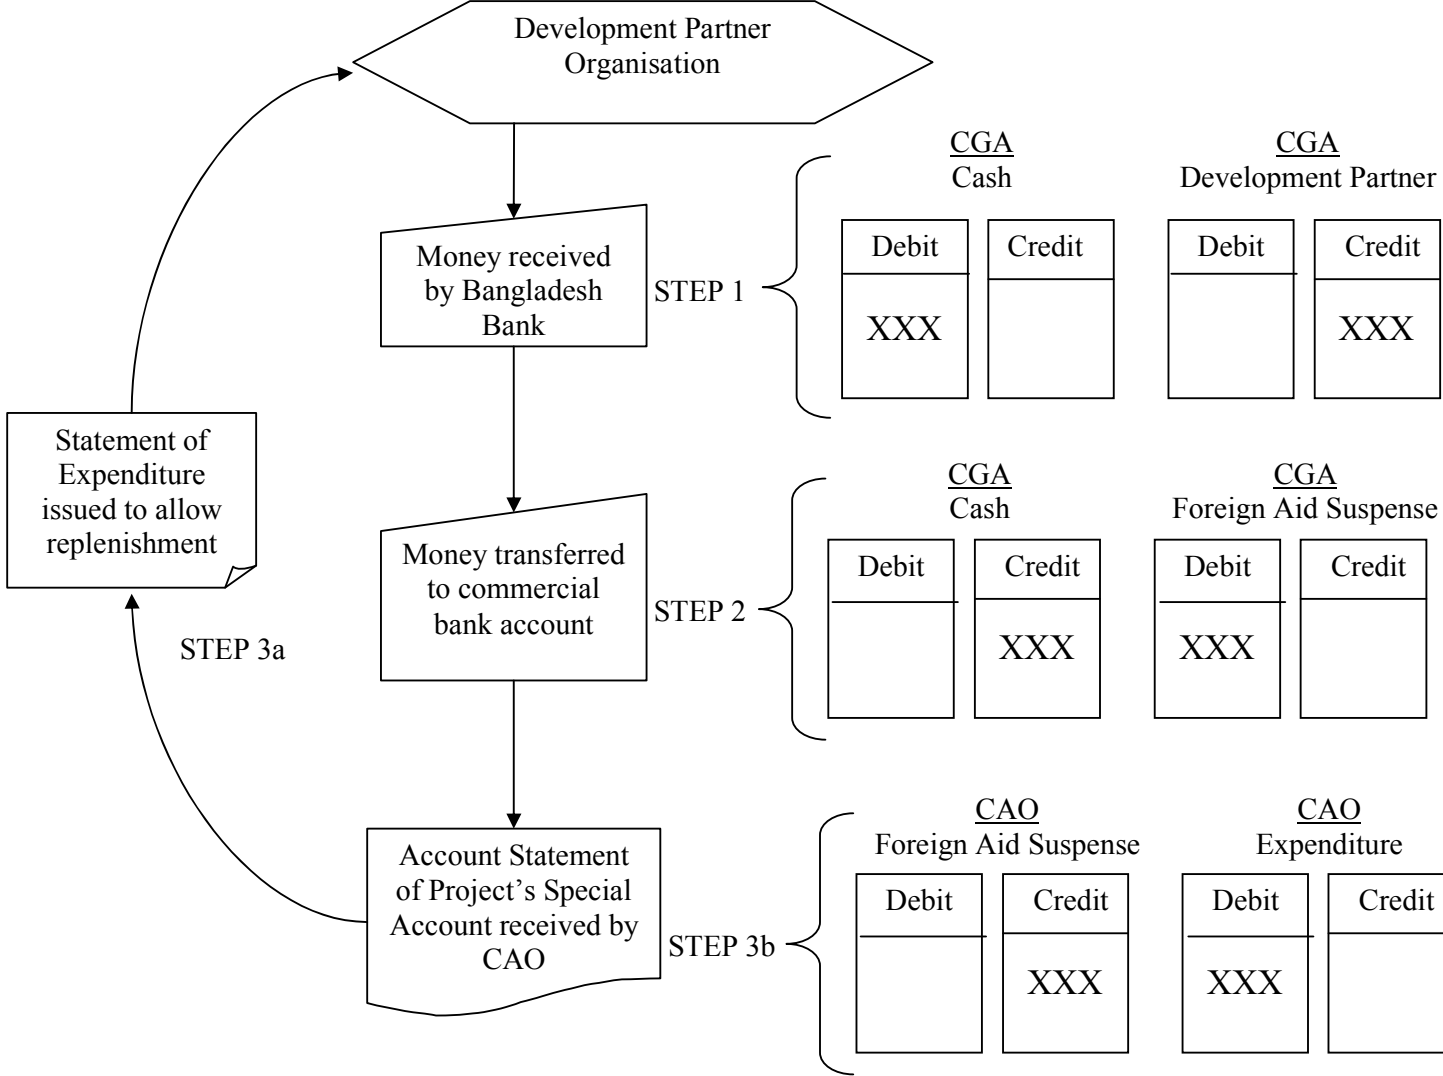 Development Partner
Organisation
CGA
Cash
CGA
Development Partner
Money received
by Bangladesh
Bank
STEP 1
Debit
Credit
Debit
Credit
XXX
XXX
Statement of
Expenditure
issued to allow
replenishment
CGA
Cash
CGA
Foreign Aid Suspense
Money transferred
to commercial
bank account
STEP 2
Debit
Credit
Debit
Credit
XXX
XXX
STEP 3a
CAO
Foreign Aid Suspense
CAO
Expenditure
Account Statement
of Project’s Special
Account received by
CAO
STEP 3b
Debit
Credit
Debit
Credit
XXX
XXX